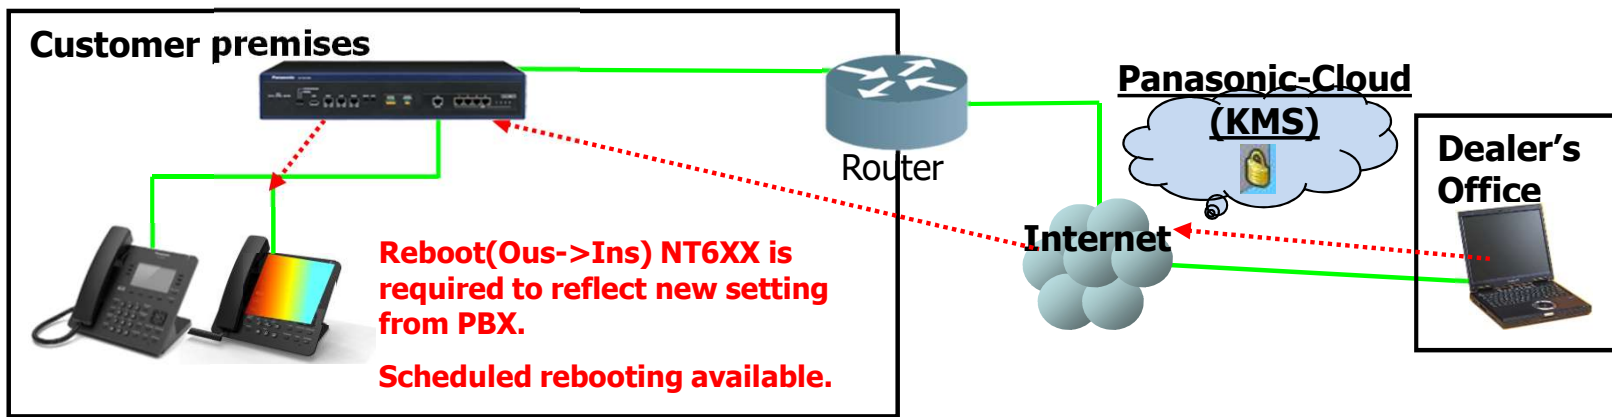 Customer premises
Panasonic
Router
Panasonic-Cloud
(KMS)
Dealer's
Office
Internet
Reboot(Ous->Ins) NT6XX is
required to reflect new setting
from PBX.
Scheduled rebooting available.